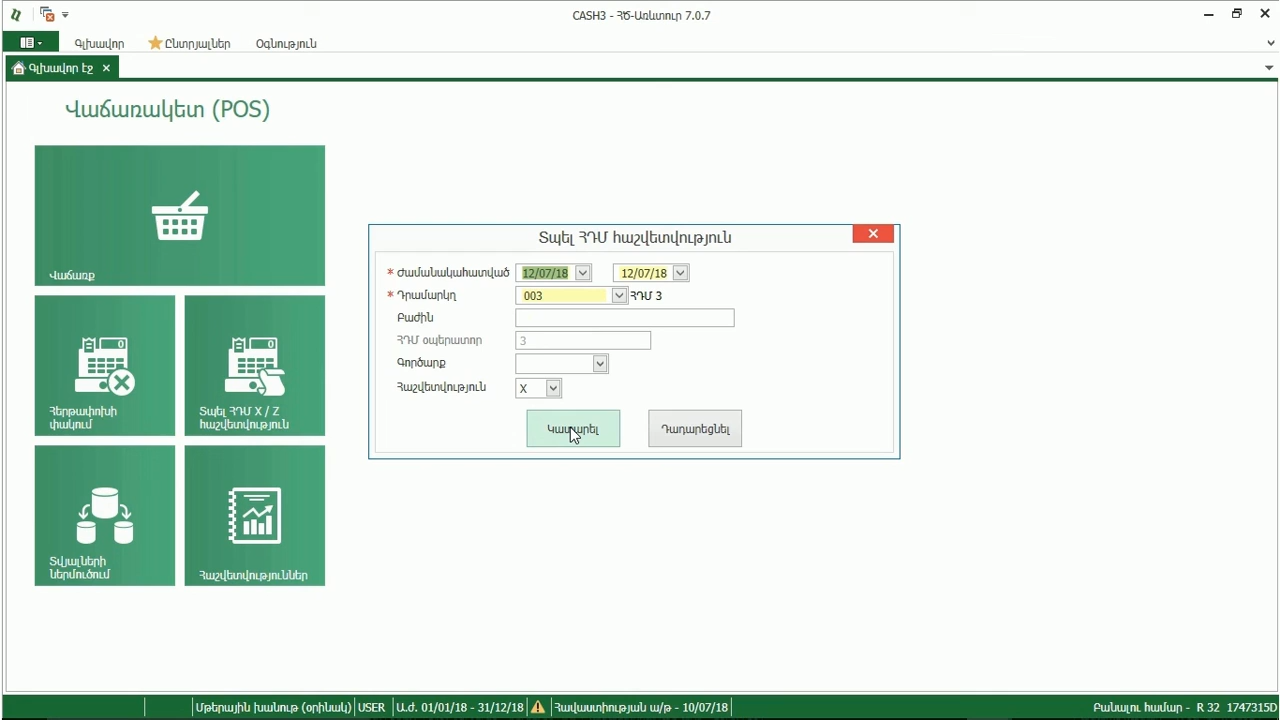 CASH3 - ՀԾ-Առևտուր 7.0.7
Գլխավոր
Ընտրյալներ
Օգնություն
Գլխավոր էջ
Վաճառակետ (POS)
Վաճառք
Հերթափոխի
փակում
Տպել ՀԴՄ X / Z
հաշվետվություն
Տվյալների
ներմուծում
Հաշվետվություններ
Տպել ՀԴՄ հաշվետվություն
* Ժամանակահատված 12/07/18 12/07/18
* Դրամարկղ 003 ՀԴՄ 3
Բաժին
ՀԴՄ օպերատոր 3
Գործարք
Հաշվետվություն X
Կատարել
Դադարեցնել
Մթերային խանութ (օրինակ) USER Ա.Ժ. 01/01/18 - 31/12/18 Հավաստիության ա/թ - 10/07/18 Բանալու համար - R 32 1747315D